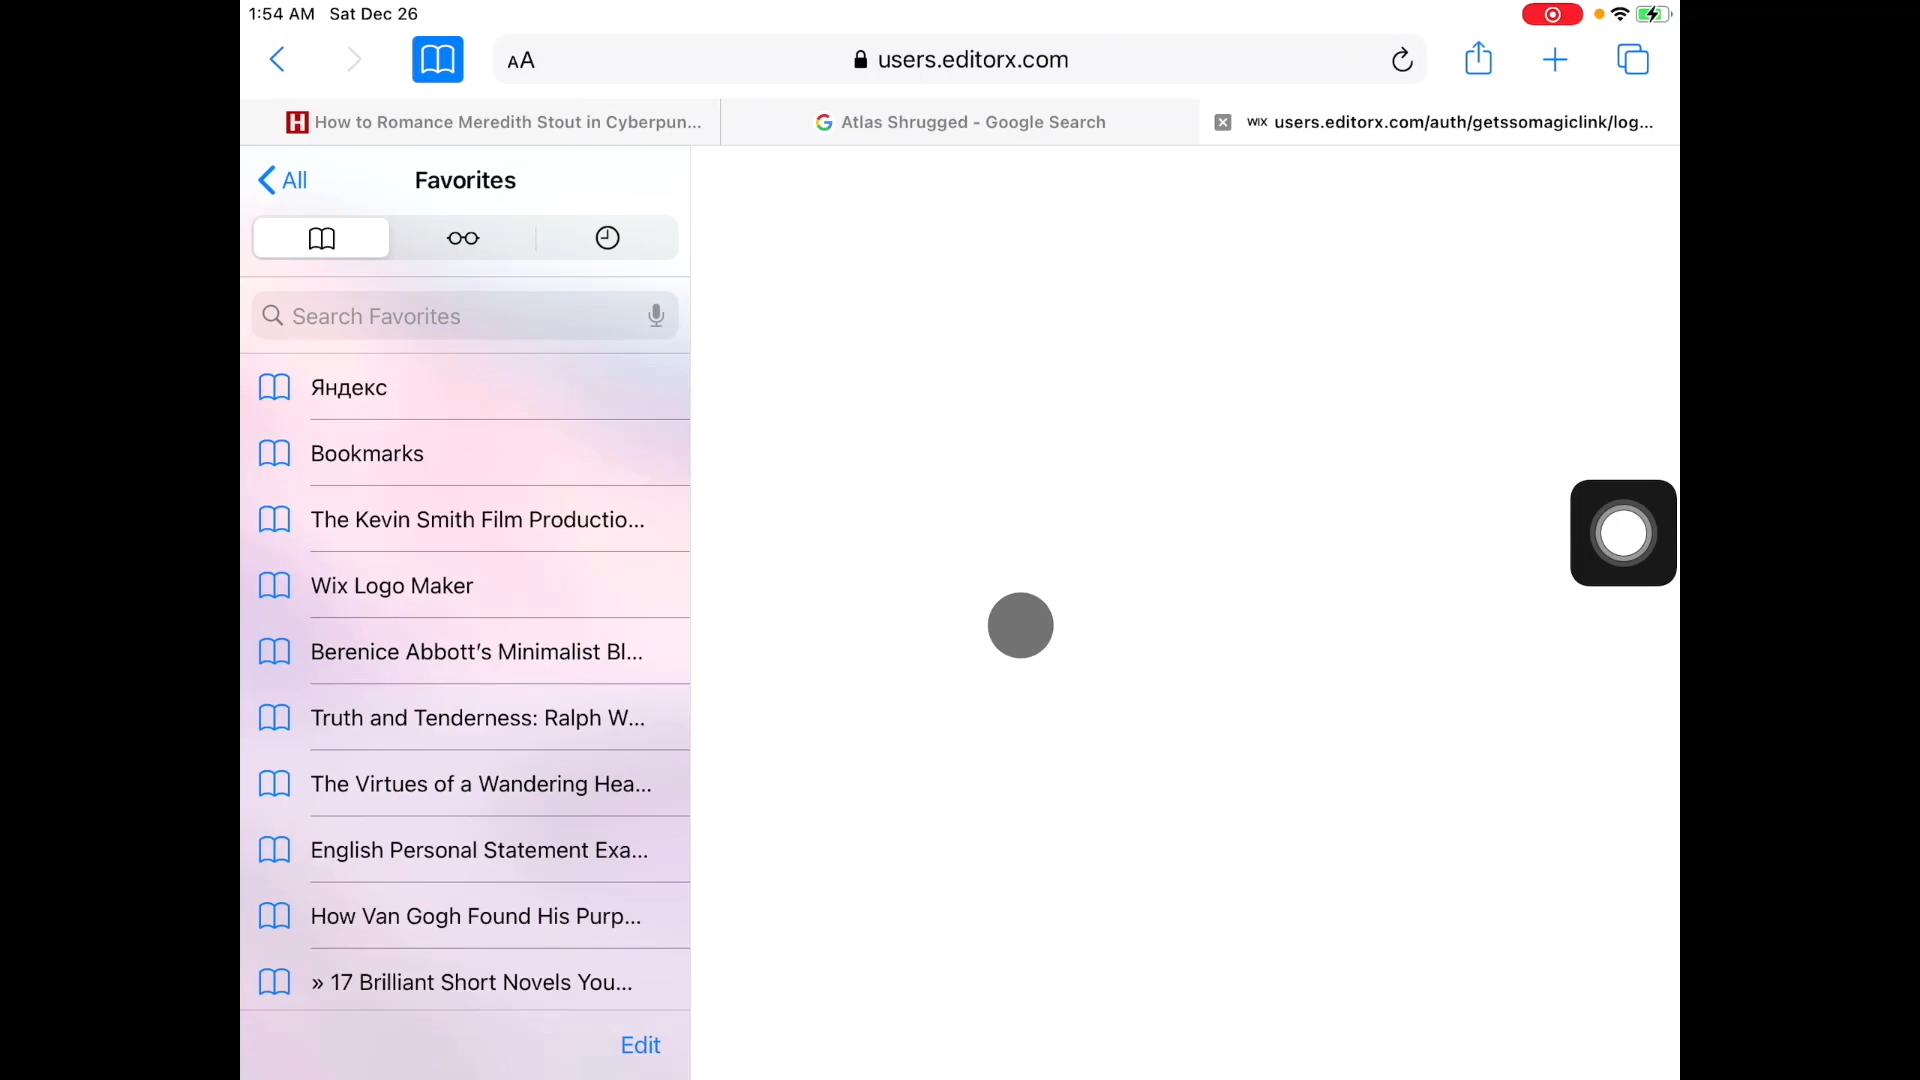 1:54 AM Sat Dec 26
AA
users.editorx.com
H How to Romance Meredith Stout in Cyberpun...
G Atlas Shrugged - Google Search
WIX users.editorx.com/auth/getssomagiclink/log...
All
Favorites
Search Favorites
Яндекс
Bookmarks
The Kevin Smith Film Productio...
Wix Logo Maker
Berenice Abbott’s Minimalist Bl...
Truth and Tenderness: Ralph W...
The Virtues of a Wandering Hea...
English Personal Statement Exa...
How Van Gogh Found His Purp...
» 17 Brilliant Short Novels You...
Edit